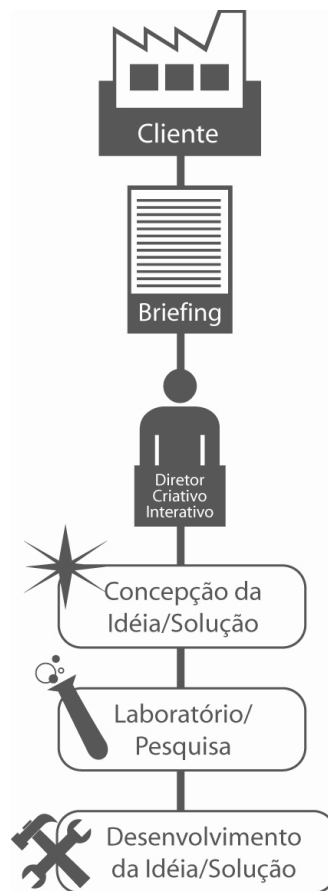 Cliente
Briefing
Diretor
Criativo
Interativo
Concepção da
Idéia/Solução
Laboratório/
Pesquisa
Desenvolvimento
da Idéia/Solução